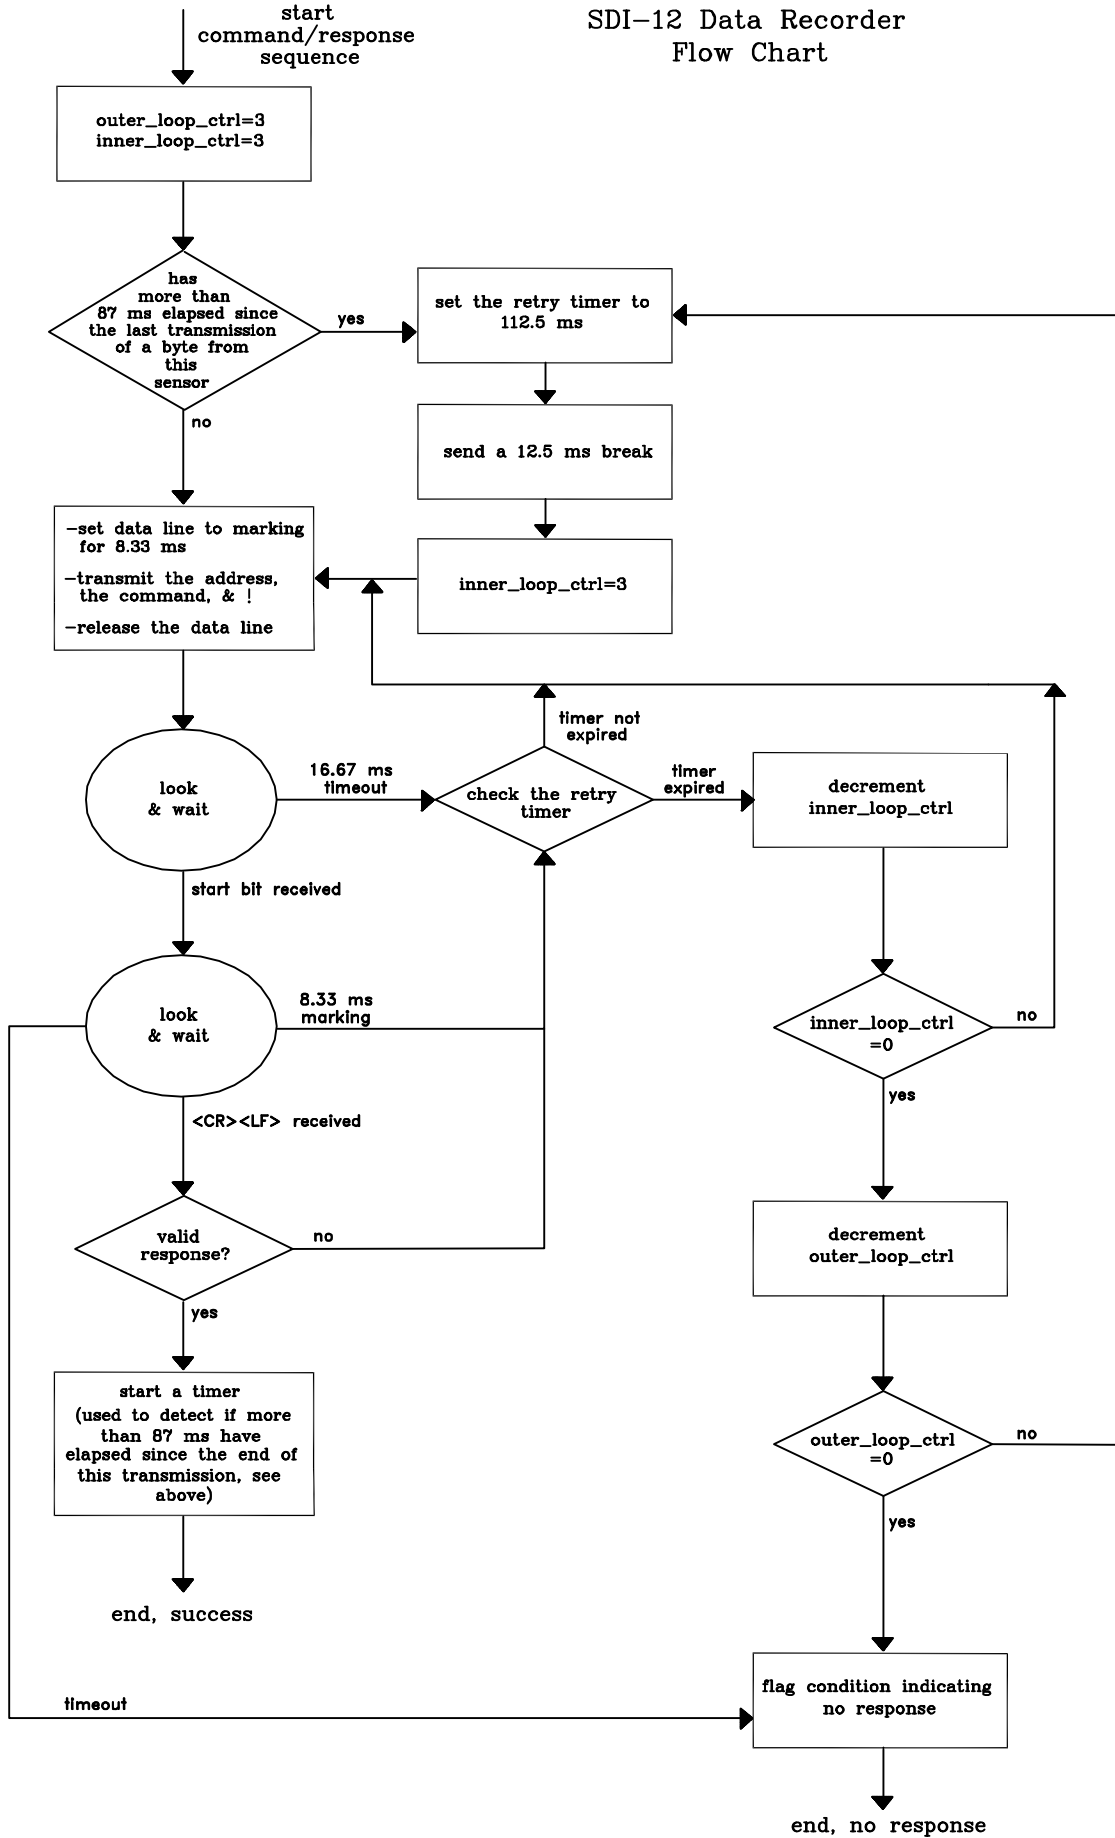 start
command/response
sequence
SDI-12 Data Recorder
Flow Chart
outer_loop_ctrl=3
inner_loop_ctrl=3
has
more than
87 ms elapsed since
the last transmission
of a byte from
this
sensor
yes
no
set the retry timer to
112.5 ms
send a 12.5 ms break
inner_loop_ctrl=3
-set data line to marking
for 8.33 ms
-transmit the address,
the command, & !
-release the data line
look
& wait
16.67 ms
timeout
timer not
expired
check the retry
timer
timer
expired
decrement
inner_loop_ctrl
start bit received
look
& wait
8.33 ms
marking
inner_loop_ctrl
=0
no
yes
<CR><LF> received
valid
response?
no
yes
decrement
outer_loop_ctrl
start a timer
(used to detect if more
than 87 ms have
elapsed since the end of
this transmission, see
above)
outer_loop_ctrl
=0
no
yes
end, success
timeout
flag condition indicating
no response
end, no response